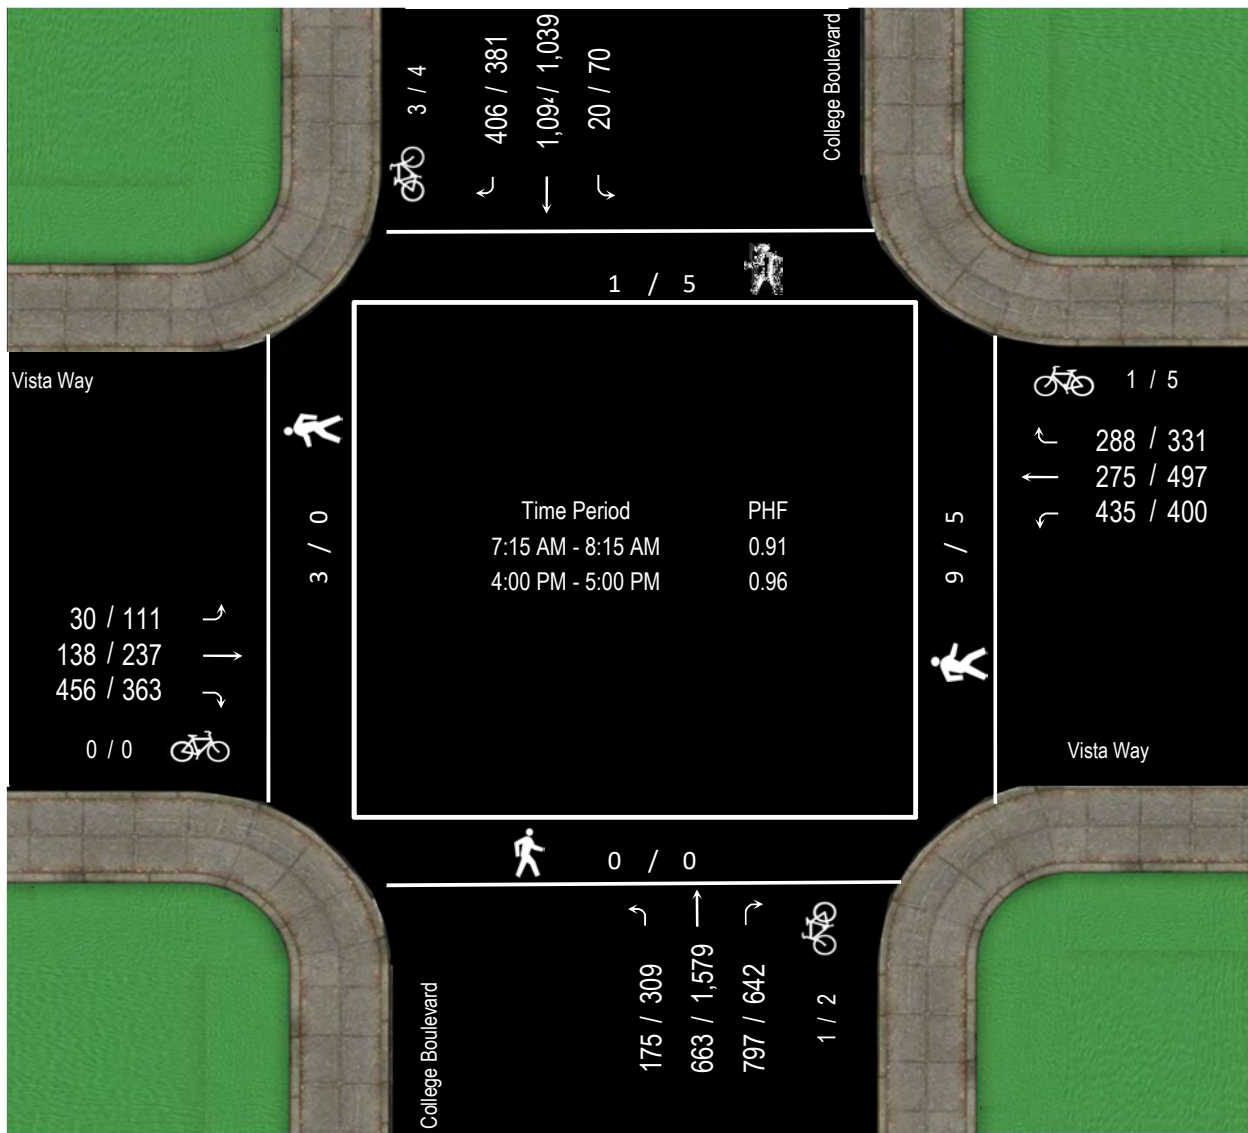 3 / 4
406 / 381
1,094 / 1,039
20 / 70
College Boulevard
1 / 5
Vista Way
1 / 5
288 / 331
275 / 497
435 / 400
3 / 0
Time Period PHF
7:15 AM - 8:15 AM 0.91
4:00 PM - 5:00 PM 0.96
9 / 5
30 / 111
138 / 237
456 / 363
0 / 0
Vista Way
0 / 0
College Boulevard
175 / 309
663 / 1,579
797 / 642
1 / 2